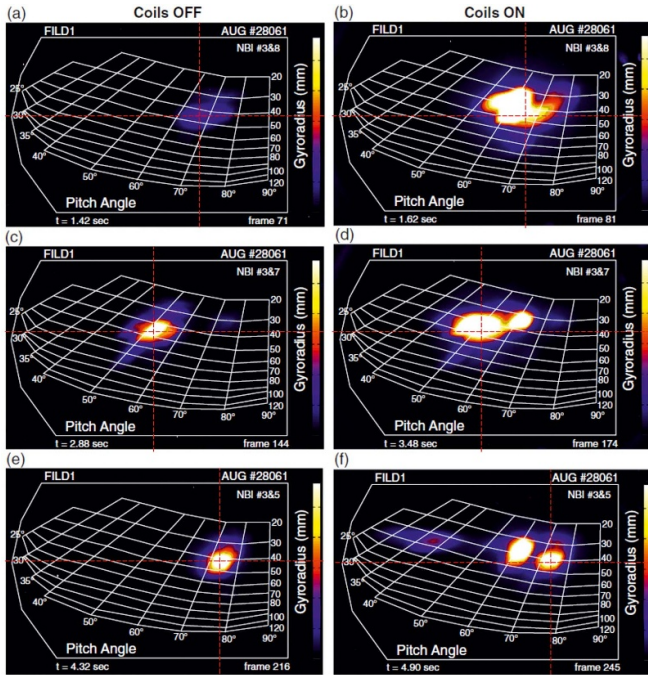 Coils OFF
Coils ON
(a)
FILD1
AUG #28061
NBI #3&8
25°
30°
35°
40°
50°
60°
70°
80°
90°
20
30
40
50
60
70
80
100
120
Gyroradius (mm)
Pitch Angle
t = 1.42 sec
frame 71
(b)
FILD1
AUG #28061
NBI #3&8
25°
30°
35°
40°
50°
60°
70°
80°
90°
20
30
40
50
60
70
80
100
120
Gyroradius (mm)
Pitch Angle
t = 1.62 sec
frame 81
(c)
FILD1
AUG #28061
NBI #3&7
25°
30°
35°
40°
50°
60°
70°
80°
90°
20
30
40
50
60
70
80
100
120
Gyroradius (mm)
Pitch Angle
t = 2.88 sec
frame 144
(d)
FILD1
AUG #28061
NBI #3&7
25°
30°
35°
40°
50°
60°
70°
80°
90°
20
30
40
50
60
70
80
100
120
Gyroradius (mm)
Pitch Angle
t = 3.48 sec
frame 174
(e)
FILD1
AUG #28061
NBI #3&5
25°
30°
35°
40°
50°
60°
70°
80°
90°
20
30
40
50
60
70
80
100
120
Gyroradius (mm)
Pitch Angle
t = 4.32 sec
frame 216
(f)
FILD1
AUG #28061
NBI #3&5
25°
30°
35°
40°
50°
60°
70°
80°
90°
20
30
40
50
60
70
80
100
120
Gyroradius (mm)
Pitch Angle
t = 4.90 sec
frame 245